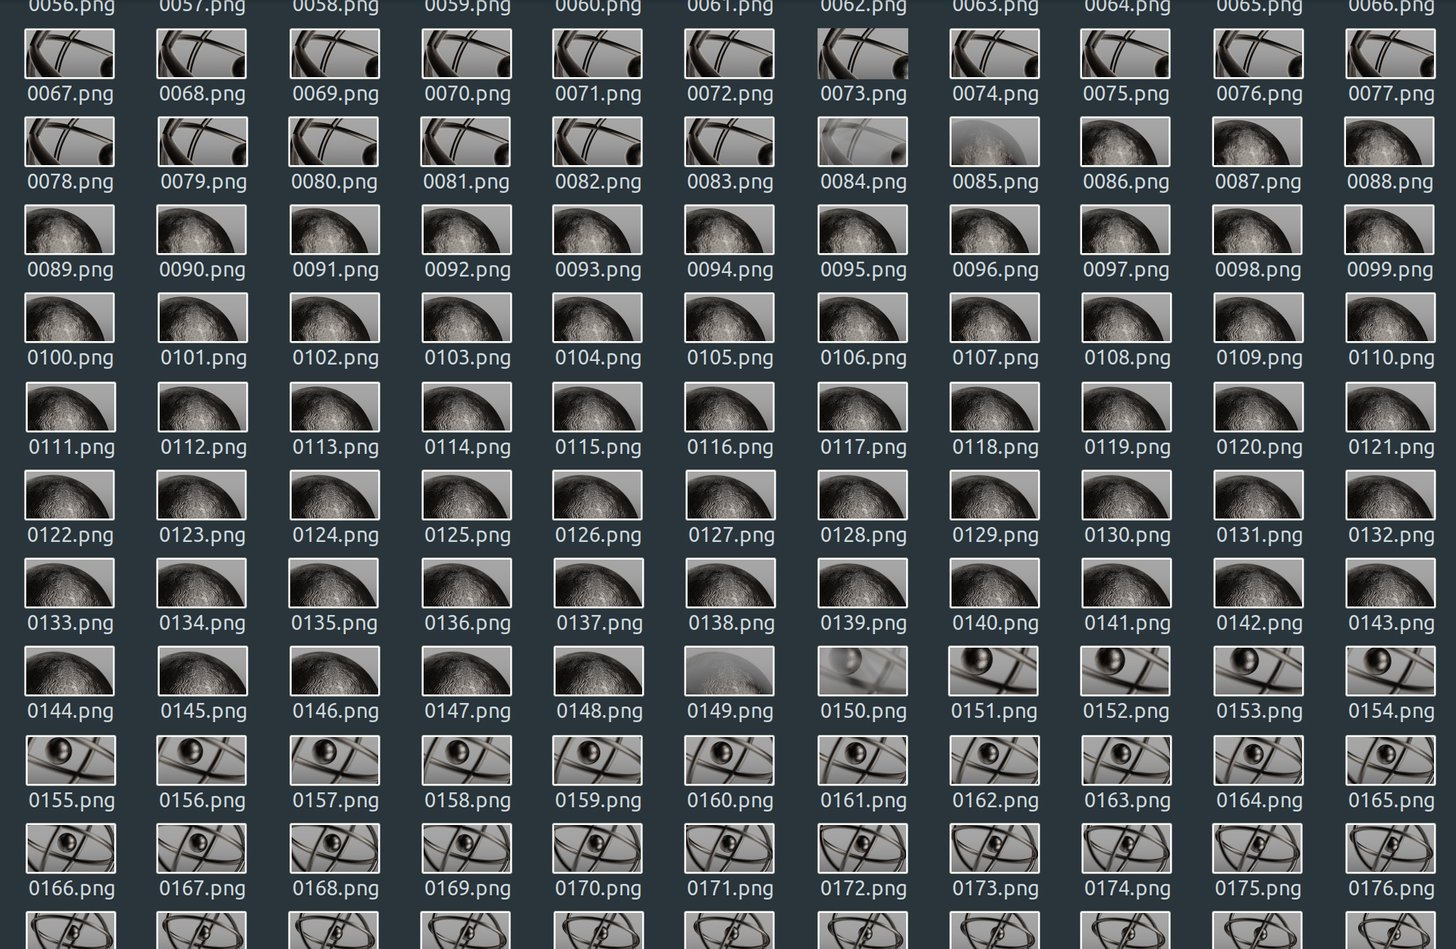 0056.png 0057.png 0058.png 0059.png 0060.png 0061.png 0062.png 0063.png 0064.png 0065.png 0066.png
0067.png 0068.png 0069.png 0070.png 0071.png 0072.png 0073.png 0074.png 0075.png 0076.png 0077.png
0078.png 0079.png 0080.png 0081.png 0082.png 0083.png 0084.png 0085.png 0086.png 0087.png 0088.png
0089.png 0090.png 0091.png 0092.png 0093.png 0094.png 0095.png 0096.png 0097.png 0098.png 0099.png
0100.png 0101.png 0102.png 0103.png 0104.png 0105.png 0106.png 0107.png 0108.png 0109.png 0110.png
0111.png 0112.png 0113.png 0114.png 0115.png 0116.png 0117.png 0118.png 0119.png 0120.png 0121.png
0122.png 0123.png 0124.png 0125.png 0126.png 0127.png 0128.png 0129.png 0130.png 0131.png 0132.png
0133.png 0134.png 0135.png 0136.png 0137.png 0138.png 0139.png 0140.png 0141.png 0142.png 0143.png
0144.png 0145.png 0146.png 0147.png 0148.png 0149.png 0150.png 0151.png 0152.png 0153.png 0154.png
0155.png 0156.png 0157.png 0158.png 0159.png 0160.png 0161.png 0162.png 0163.png 0164.png 0165.png
0166.png 0167.png 0168.png 0169.png 0170.png 0171.png 0172.png 0173.png 0174.png 0175.png 0176.png